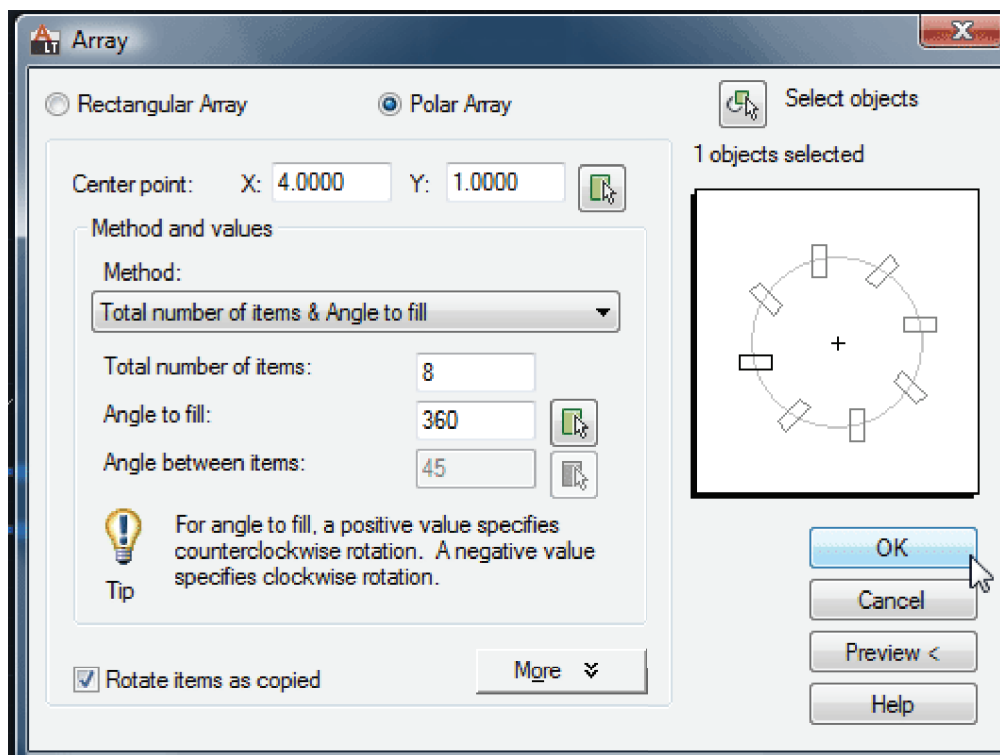 LT Array X
Rectangular Array
Polar Array
Select objects
1 objects selected
Center point: X: 4.0000 Y: 1.0000
Method and values
Method:
Total number of items & Angle to fill
Total number of items: 8
Angle to fill: 360
Angle between items: 45
For angle to fill, a positive value specifies
counterclockwise rotation. A negative value
specifies clockwise rotation.
Tip
Rotate items as copied
More
OK
Cancel
Preview <
Help